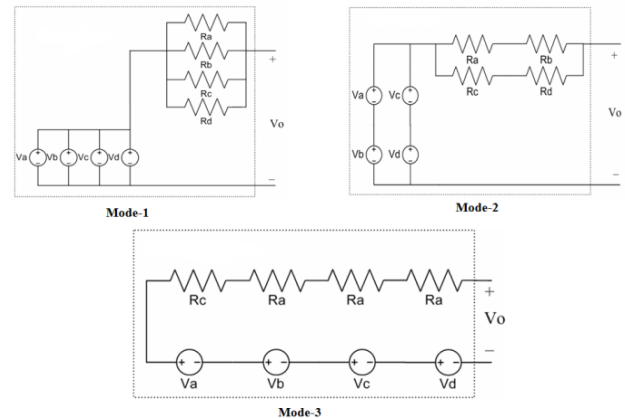 Ra
Rb
Rc
Rd
+
Vo
Va
Vb
Vc
Vd
−
Mode-1
Ra
Rb
Rc
Rd
+
Va
Vc
Vo
Vb
Vd
−
Mode-2
Rc
Ra
Ra
Ra
+
Vo
−
Va
Vb
Vc
Vd
Mode-3